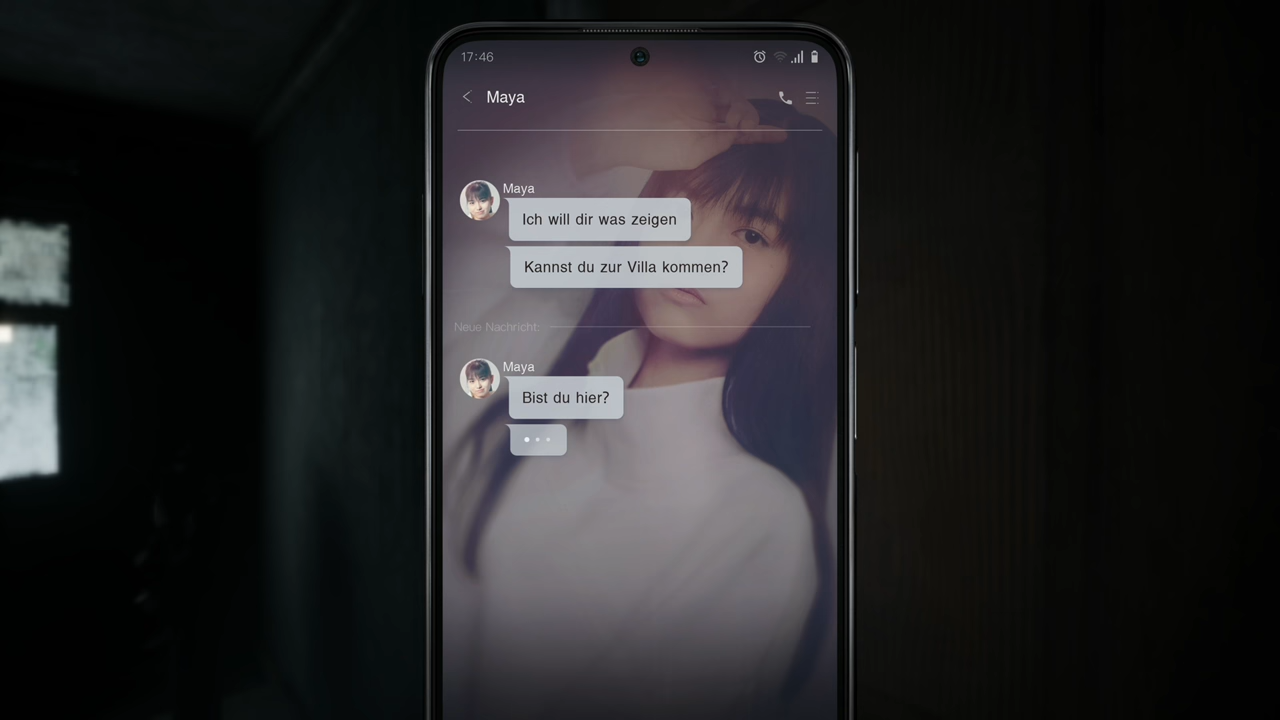 17:46
Maya
Maya
Ich will dir was zeigen
Kannst du zur Villa kommen?
Neue Nachricht:
Maya
Bist du hier?